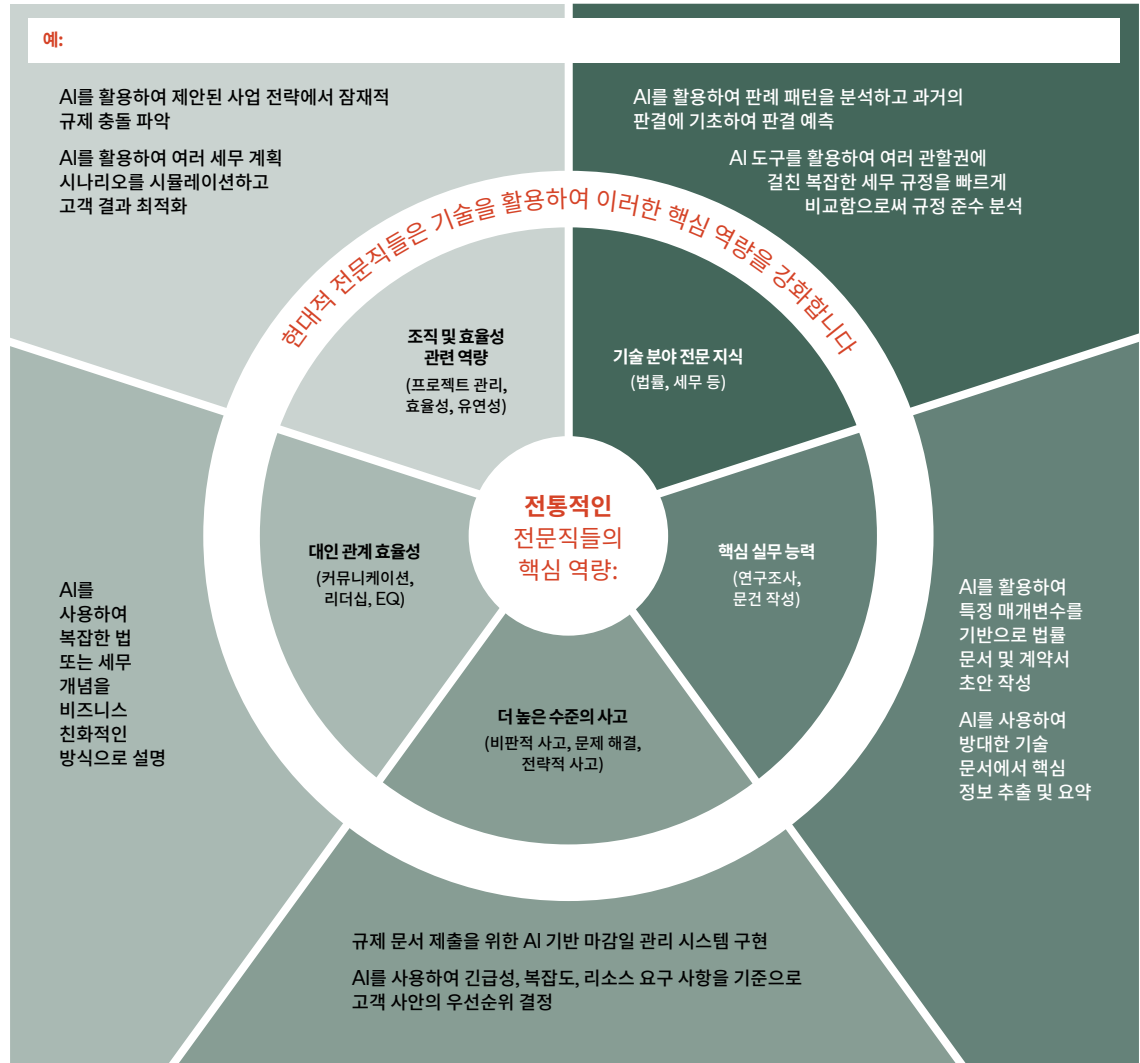 예:
AI를 활용하여 제안된 사업 전략에서 잠재적
규제 충돌 파악
AI를 활용하여 여러 세무 계획
시나리오를 시뮬레이션하고
고객 결과 최적화
AI를 활용하여 판례 패턴을 분석하고 과거의
판결에 기초하여 판결 예측
AI 도구를 활용하여 여러 관할권에
걸친 복잡한 세무 규정을 빠르게
비교함으로써 규정 준수 분석
현대적 전문직들은 기술을 활용하여 이러한 핵심 역량을 강화합니다
조직 및 효율성
관련 역량
(프로젝트 관리,
효율성, 유연성)
기술 분야 전문 지식
(법률, 세무 등)
전통적인
전문직들의
핵심 역량:
대인 관계 효율성
(커뮤니케이션,
리더십, EQ)
핵심 실무 능력
(연구조사,
문건 작성)
더 높은 수준의 사고
(비판적 사고, 문제 해결,
전략적 사고)
AI를
사용하여
복잡한 법
또는 세무
개념을
비즈니스
친화적인
방식으로 설명
AI를 활용하여
특정 매개변수를
기반으로 법률
문서 및 계약서
초안 작성
AI를 사용하여
방대한 기술
문서에서 핵심
정보 추출 및 요약
규제 문서 제출을 위한 AI 기반 마감일 관리 시스템 구현
AI를 사용하여 긴급성, 복잡도, 리소스 요구 사항을 기준으로
고객 사안의 우선순위 결정